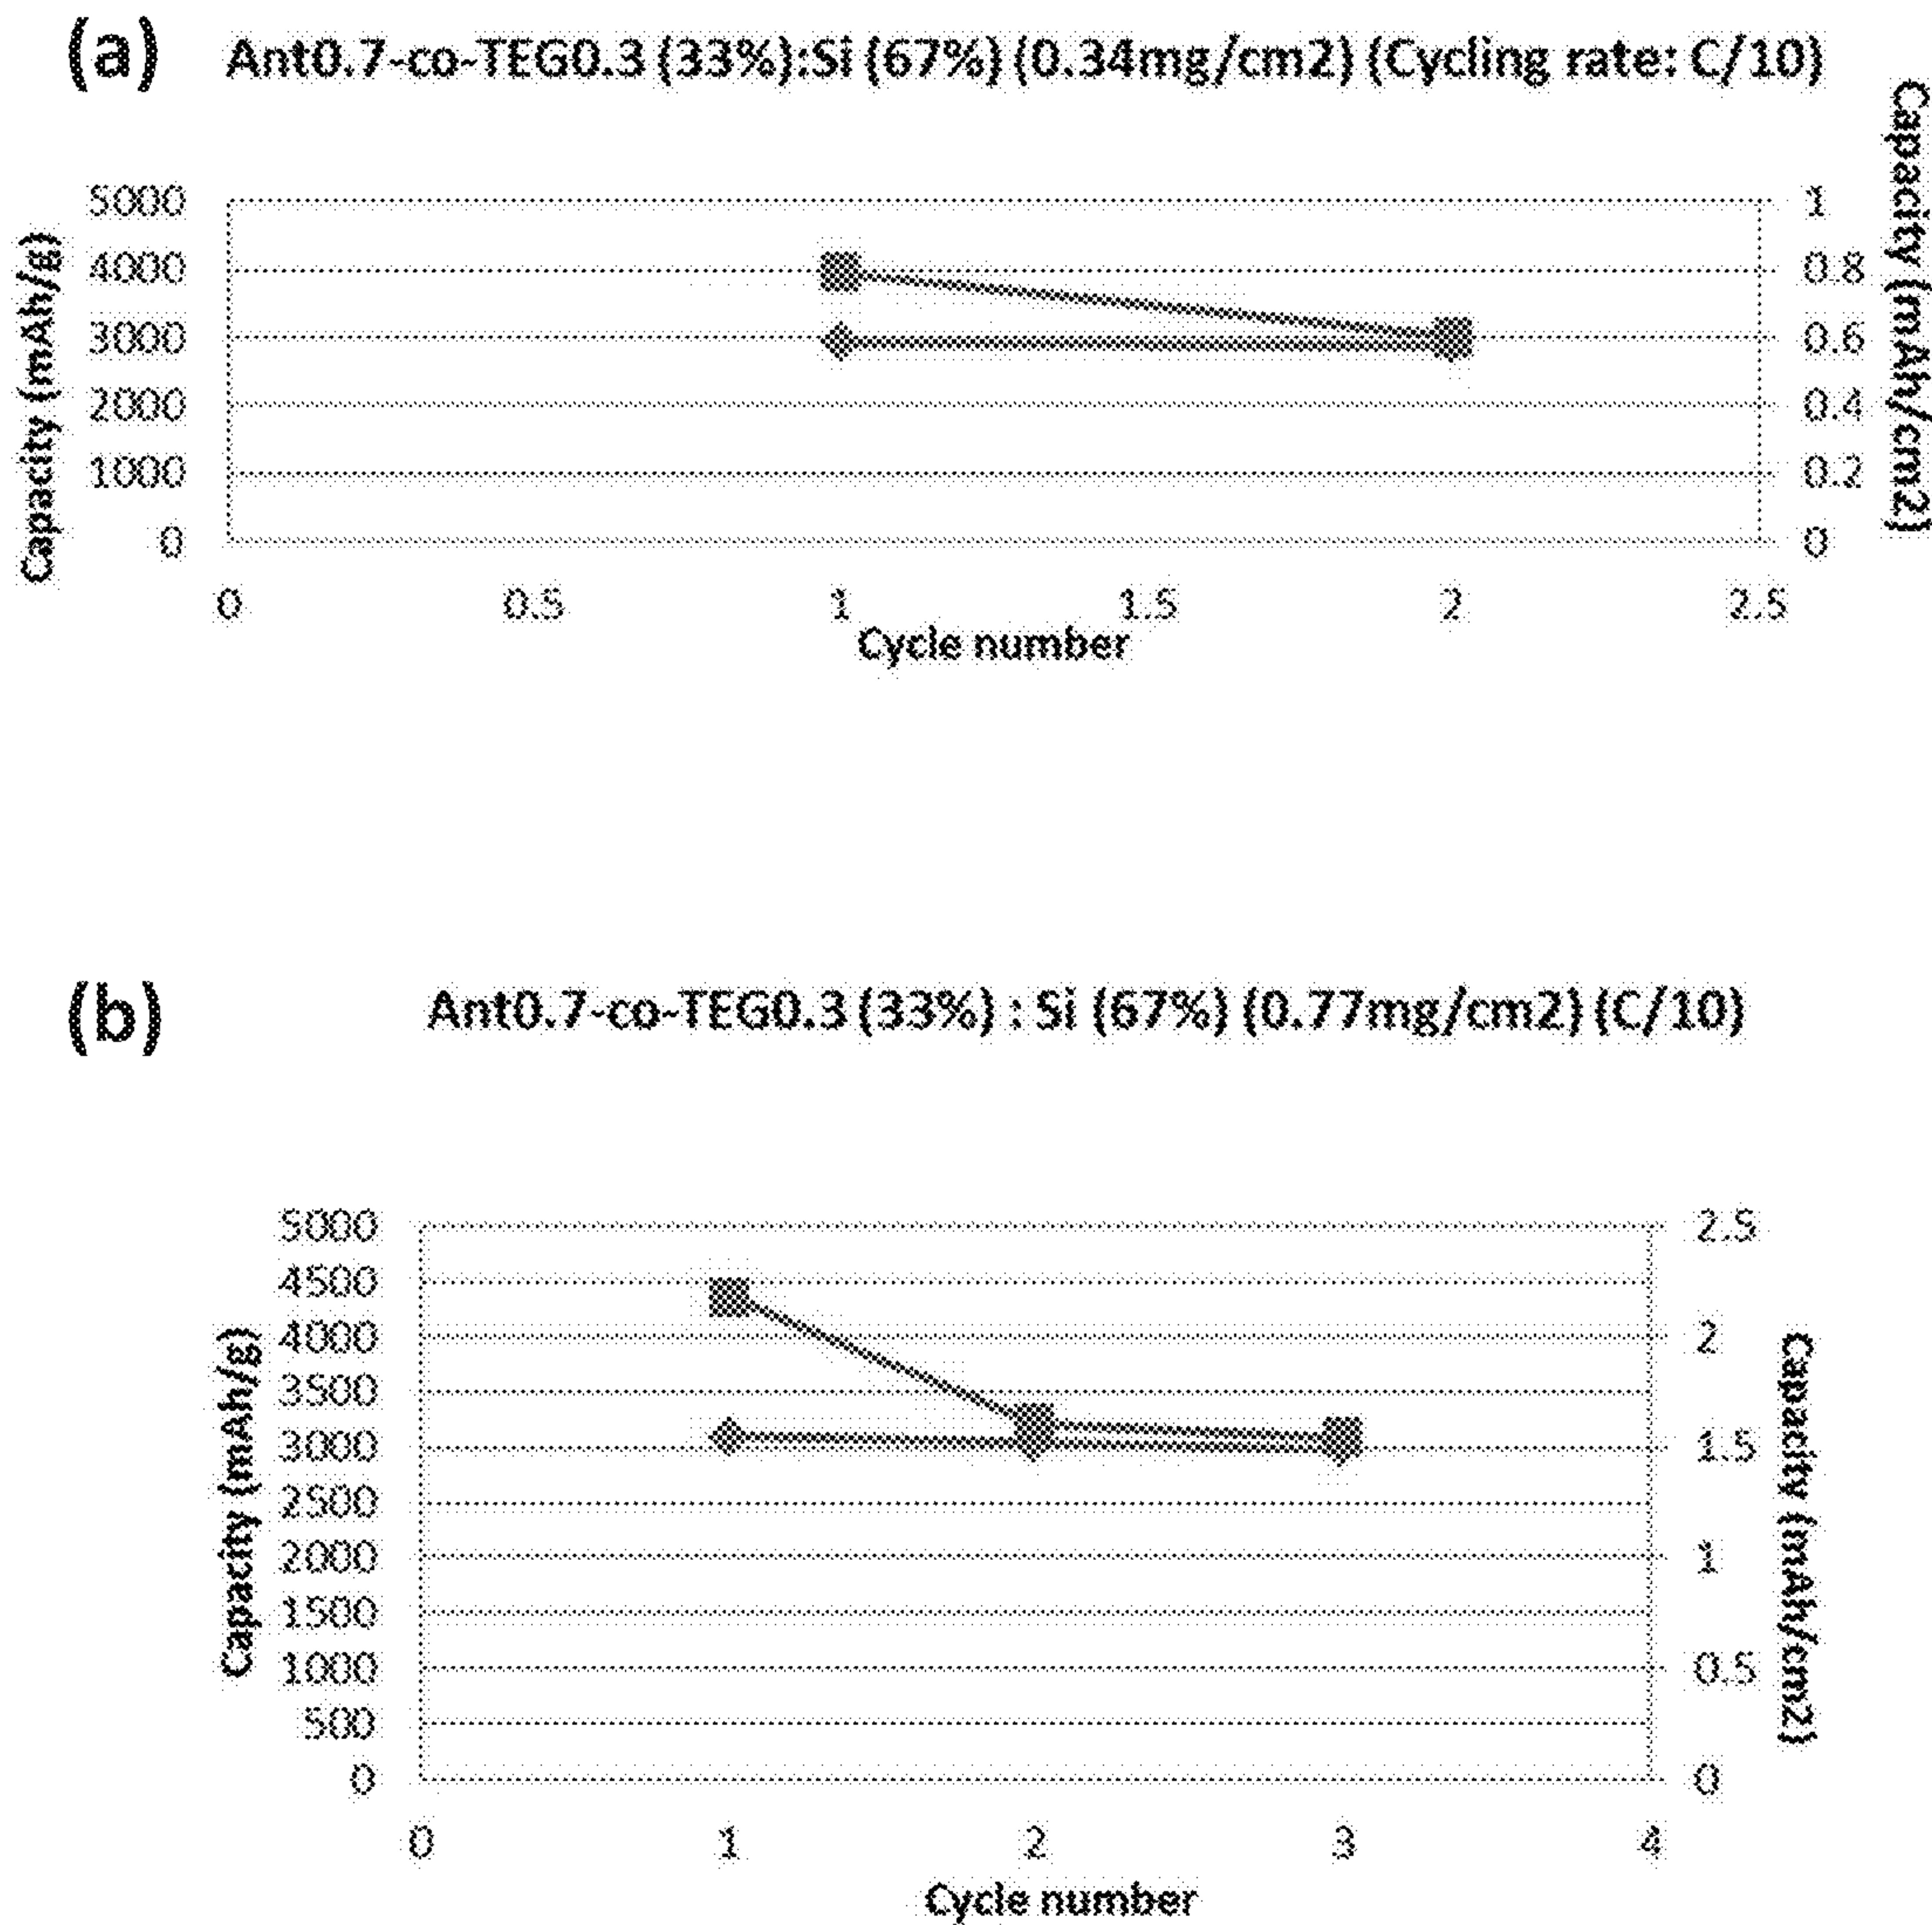 (a) Ant0.7-co-TEG0.3 (33%):Si (67%) (0.34mg/cm2) (Cycling rate: C/10)
Capacity (mAh/g)
5000
4000
3000
2000
1000
0
1
0.8
0.6
0.4
0.2
0
Capacity (mAh/cm2)
0 0.5 1 1.5 2 2.5
Cycle number
(b) Ant0.7-co-TEG0.3 (33%) : Si (67%) (0.77mg/cm2) (C/10)
Capacity (mAh/g)
5000
4500
4000
3500
3000
2500
2000
1500
1000
500
0
2.5
2
1.5
1
0.5
0
Capacity (mAh/cm2)
0 1 2 3 4
Cycle number